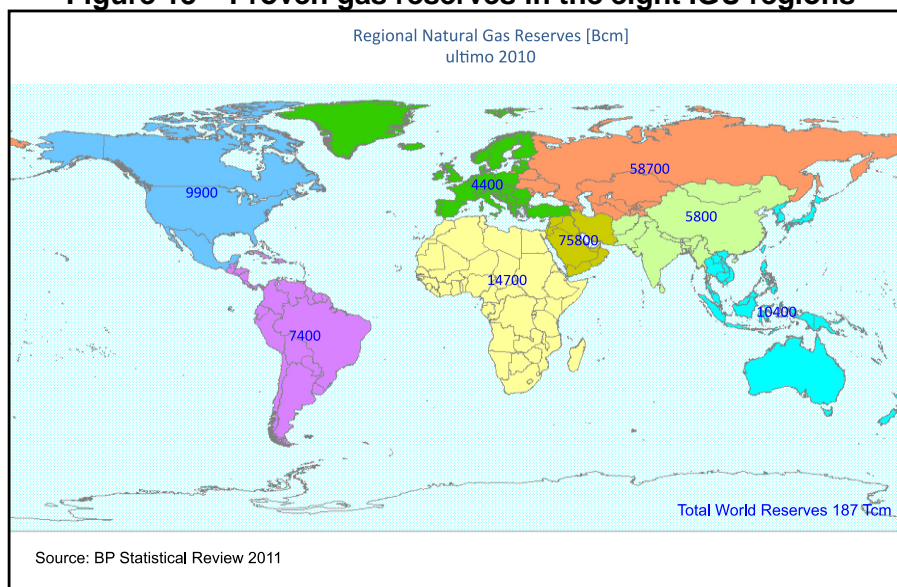 Regional Natural Gas Reserves [Bcm]
ultimo 2010
58700
9900
4400
5800
75800
14700
10400
7400
Total World Reserves 187 Tcm
Source: BP Statistical Review 2011